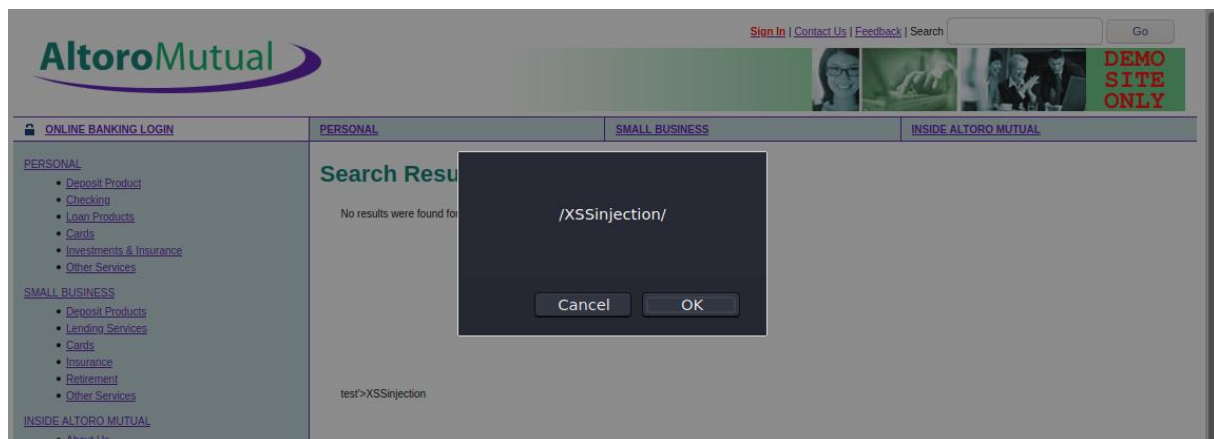 AltoroMutual
Sign In | Contact Us | Feedback | Search
Go
DEMO
SITE
ONLY
ONLINE BANKING LOGIN
PERSONAL
SMALL BUSINESS
INSIDE ALTORO MUTUAL
PERSONAL
Deposit Product
Checking
Loan Products
Cards
Investments & Insurance
Other Services
SMALL BUSINESS
Deposit Products
Lending Services
Cards
Insurance
Retirement
Other Services
INSIDE ALTORO MUTUAL
Search Resu
No results were found for
/XSSinjection/
Cancel
OK
test'>XSSinjection